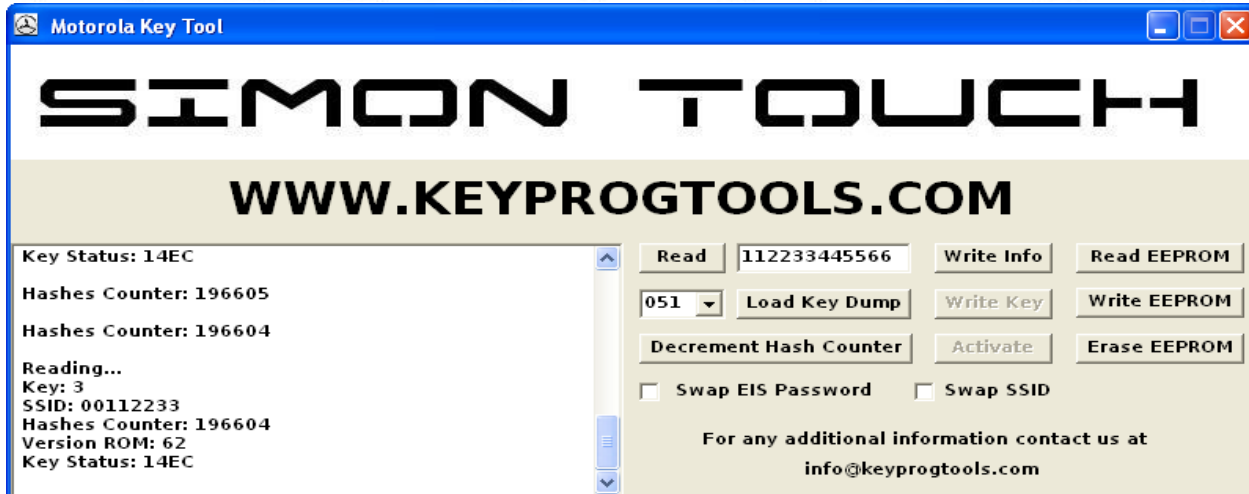 Motorola Key Tool
SIMON TOUCH
WWW.KEYPROGTOOLS.COM
Key Status: 14EC
Hashes Counter: 196605
Hashes Counter: 196604
Reading...
Key: 3
SSID: 00112233
Hashes Counter: 196604
Version ROM: 62
Key Status: 14EC
Read 112233445566 Write Info Read EEPROM
051 Load Key Dump Write Key Write EEPROM
Decrement Hash Counter Activate Erase EEPROM
Swap EIS Password Swap SSID
For any additional information contact us at
info@keyprogtools.com